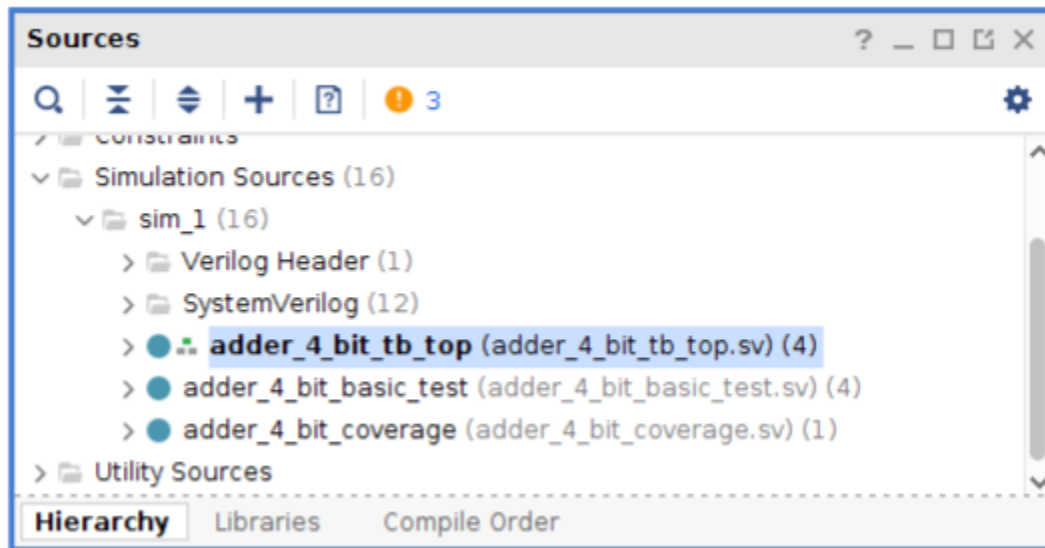 Sources
3
Constraints
Simulation Sources (16)
sim_1 (16)
Verilog Header (1)
SystemVerilog (12)
adder_4_bit_tb_top (adder_4_bit_tb_top.sv) (4)
adder_4_bit_basic_test (adder_4_bit_basic_test.sv) (4)
adder_4_bit_coverage (adder_4_bit_coverage.sv) (1)
Utility Sources
Hierarchy Libraries Compile Order